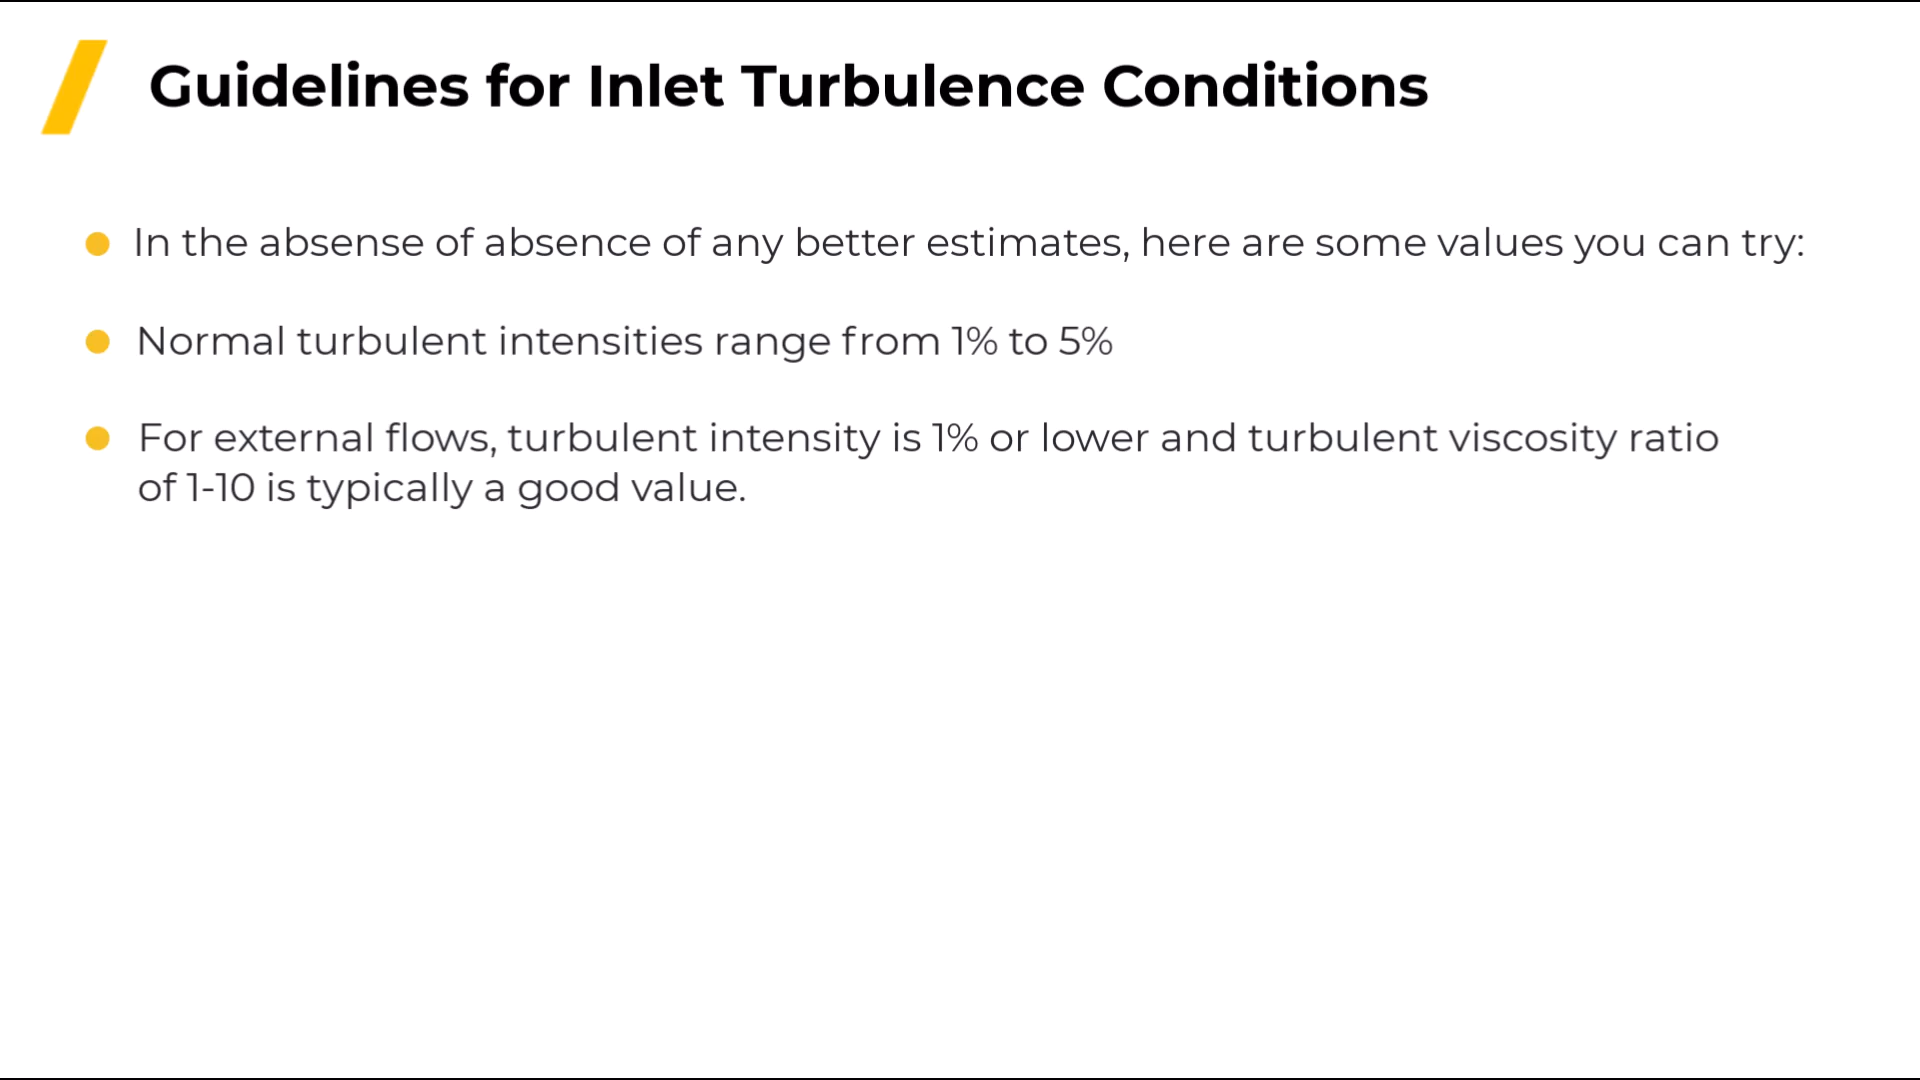 Guidelines for Inlet Turbulence Conditions
In the absense of absence of any better estimates, here are some values you can try:
Normal turbulent intensities range from 1% to 5%
For external flows, turbulent intensity is 1% or lower and turbulent viscosity ratio
of 1-10 is typically a good value.